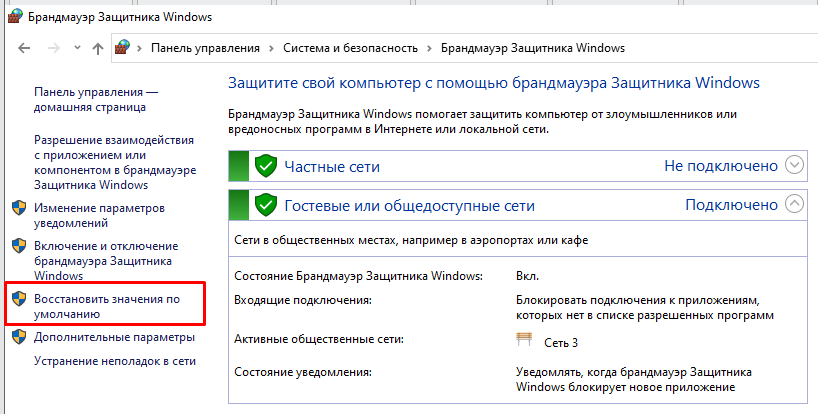 Брандмауэр Защитника Windows
Панель управления > Система и безопасность > Брандмауэр Защитника Windows
Панель управления —
домашняя страница
Разрешение взаимодействия
с приложением или
компонентом в брандмауэре
Защитника Windows
Изменение параметров
уведомлений
Включение и отключение
брандмауэра Защитника
Windows
Восстановить значения по
умолчанию
Дополнительные параметры
Устранение неполадок в сети
Защитите свой компьютер с помощью брандмауэра Защитника Windows
Брандмауэр Защитника Windows помогает защитить компьютер от злоумышленников или
вредоносных программ в Интернете или локальной сети.
Частные сети Не подключено
Гостевые или общедоступные сети Подключено
Сети в общественных местах, например в аэропортах или кафе
Состояние Брандмауэр Защитника Windows: Вкл.
Входящие подключения: Блокировать подключения к приложениям,
которых нет в списке разрешенных программ
Активные общественные сети: Сеть 3
Состояние уведомления: Уведомлять, когда брандмауэр Защитника
Windows блокирует новое приложение